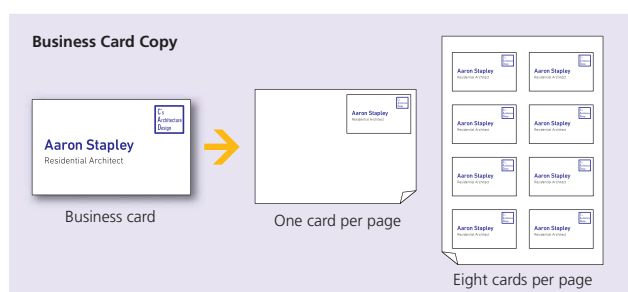 Business Card Copy
C's
Architecture
Design
Aaron Stapley
Residential Architect
Business card
C's
Architecture
Design
Aaron Stapley
Residential Architect
One card per page
Aaron Stapley
Residential Architect
Aaron Stapley
Residential Architect
Aaron Stapley
Residential Architect
Aaron Stapley
Residential Architect
Aaron Stapley
Residential Architect
Aaron Stapley
Residential Architect
Aaron Stapley
Residential Architect
Aaron Stapley
Residential Architect
Eight cards per page